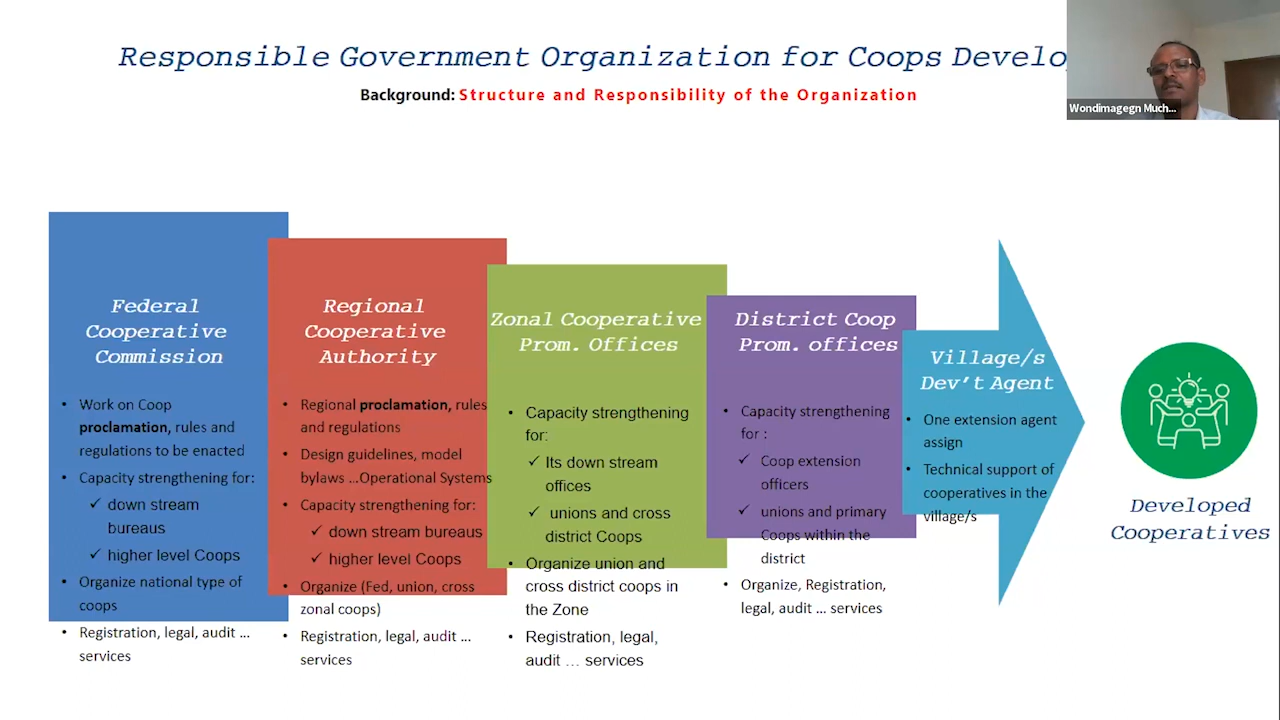 Responsible Government Organization for Coops Develo
Background: Structure and Responsibility of the Organization
Wondimagegn Much...
Federal
Cooperative
Commission
• Work on Coop
proclamation, rules and
regulations to be enacted
• Capacity strengthening for:
✓ down stream
bureaus
✓ higher level Coops
• Organize national type of
coops
• Registration, legal, audit ...
services
Regional
Cooperative
Authority
• Regional proclamation, rules
and regulations
• Design guidelines, model
bylaws ...Operational Systems
• Capacity strengthening for:
✓ down stream bureaus
✓ higher level Coops
• Organize (Fed, union, cross
zonal coops)
• Registration, legal, audit ...
services
Zonal Cooperative
Prom. Offices
• Capacity strengthening
for:
✓ Its down stream
offices
✓ unions and cross
district Coops
• Organize union and
cross district coops in
the Zone
• Registration, legal,
audit ... services
District Coop
Prom. offices
• Capacity strengthening
for :
✓ Coop extension
officers
✓ unions and primary
Coops within the
district
• Organize, Registration,
legal, audit ... services
Village/s
Dev't Agent
• One extension agent
assign
• Technical support of
cooperatives in the
village/s
Developed
Cooperatives